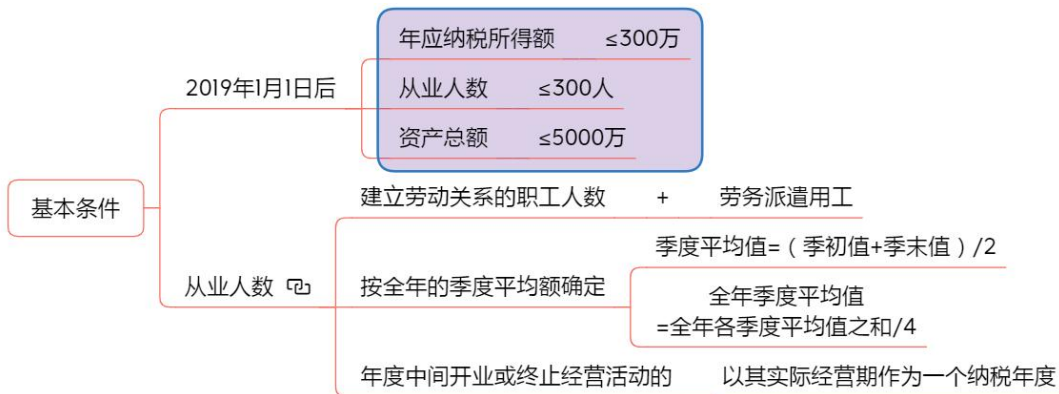 基本条件
2019年1月1日后
年应纳税所得额 ≤300万
从业人数 ≤300人
资产总额 ≤5000万
从业人数
建立劳动关系的职工人数 + 劳务派遣用工
按全年的季度平均额确定
季度平均值=（季初值+季末值）/2
全年季度平均值
=全年各季度平均值之和/4
年度中间开业或终止经营活动的 以其实际经营期作为一个纳税年度